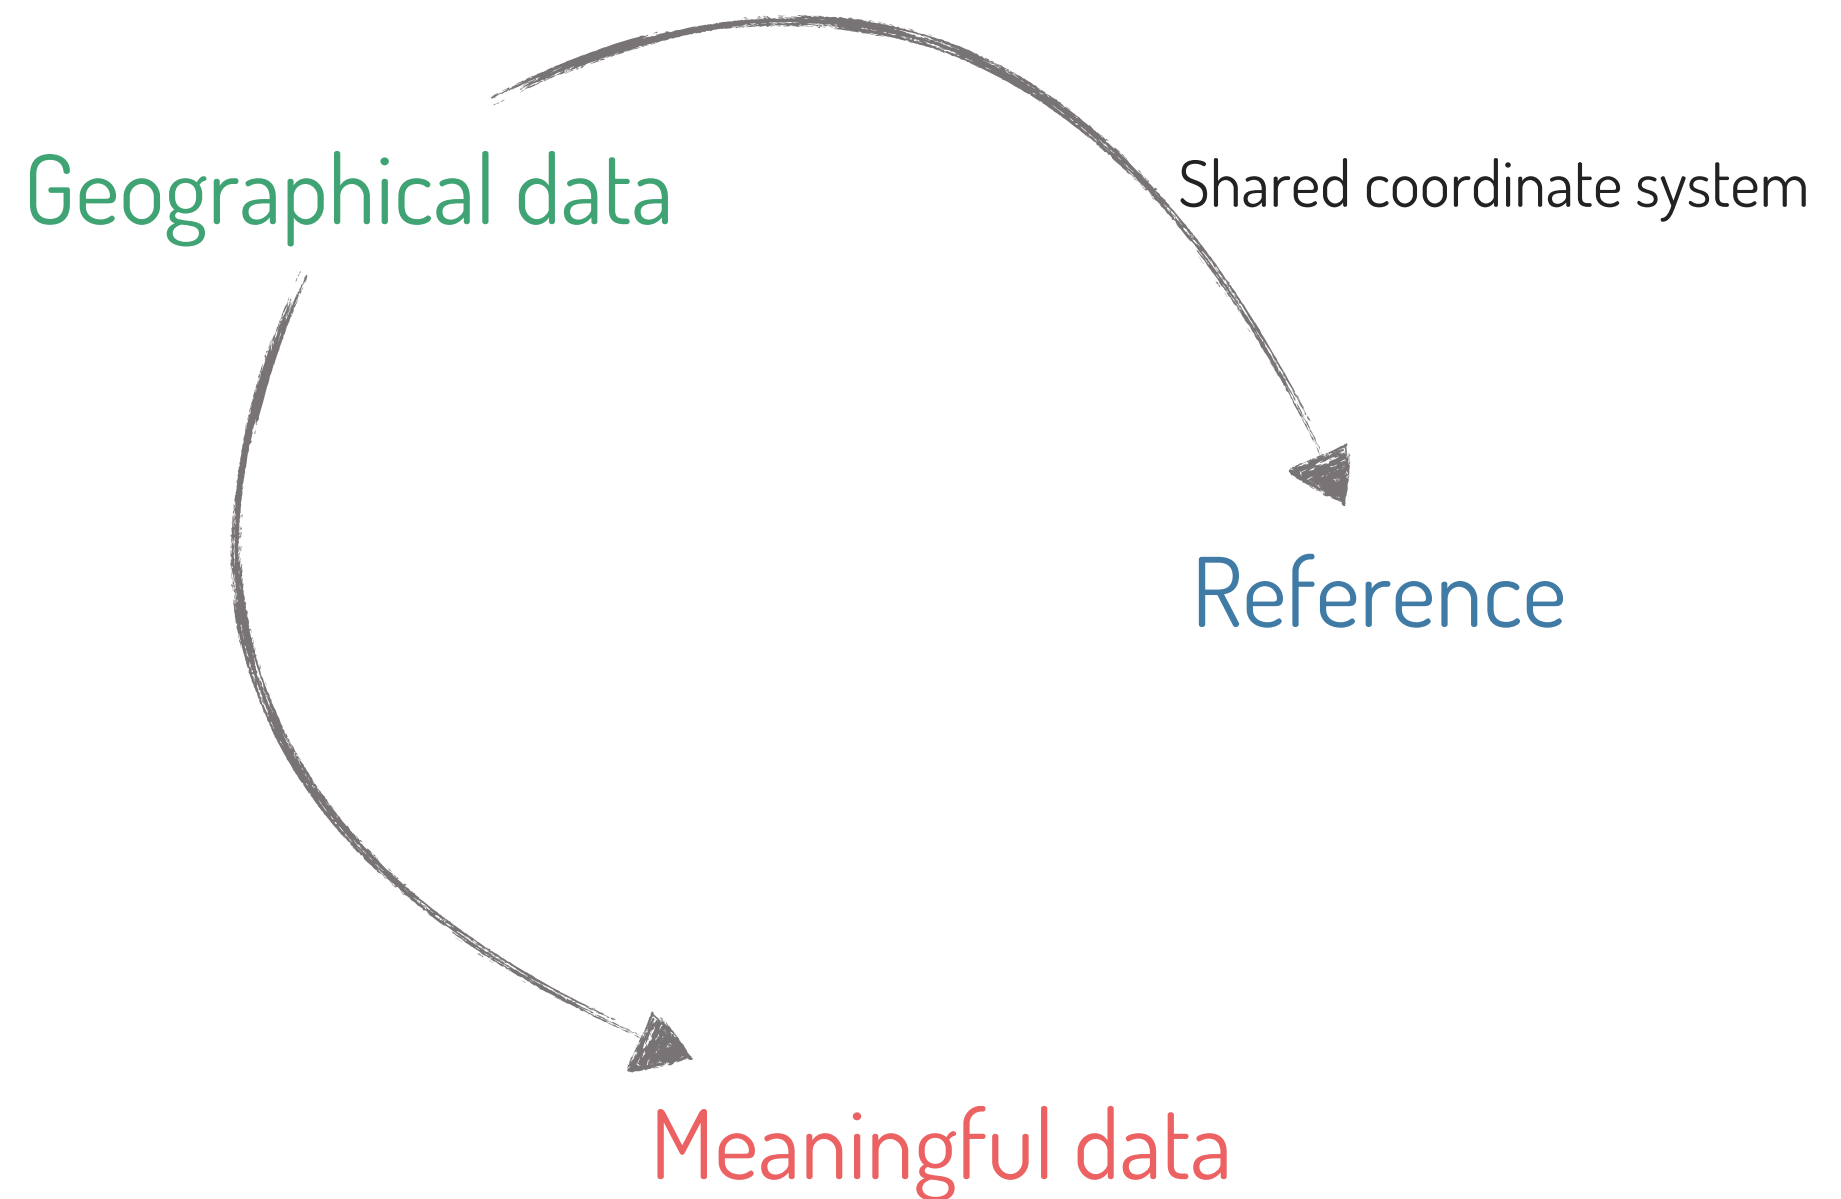 Geographical data
Shared coordinate system
Reference
Meaningful data